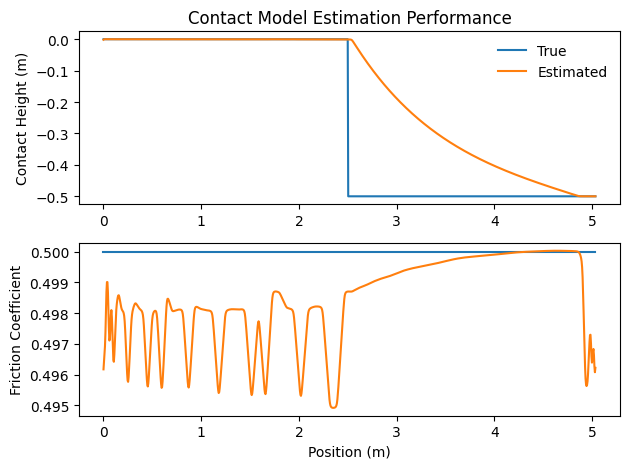 Contact Model Estimation Performance
0.0
−0.1
−0.2
−0.3
−0.4
−0.5
Contact Height (m)
True
Estimated
0 1 2 3 4 5
0.500
0.499
0.498
0.497
0.496
0.495
Friction Coefficient
0 1 2 3 4 5
Position (m)